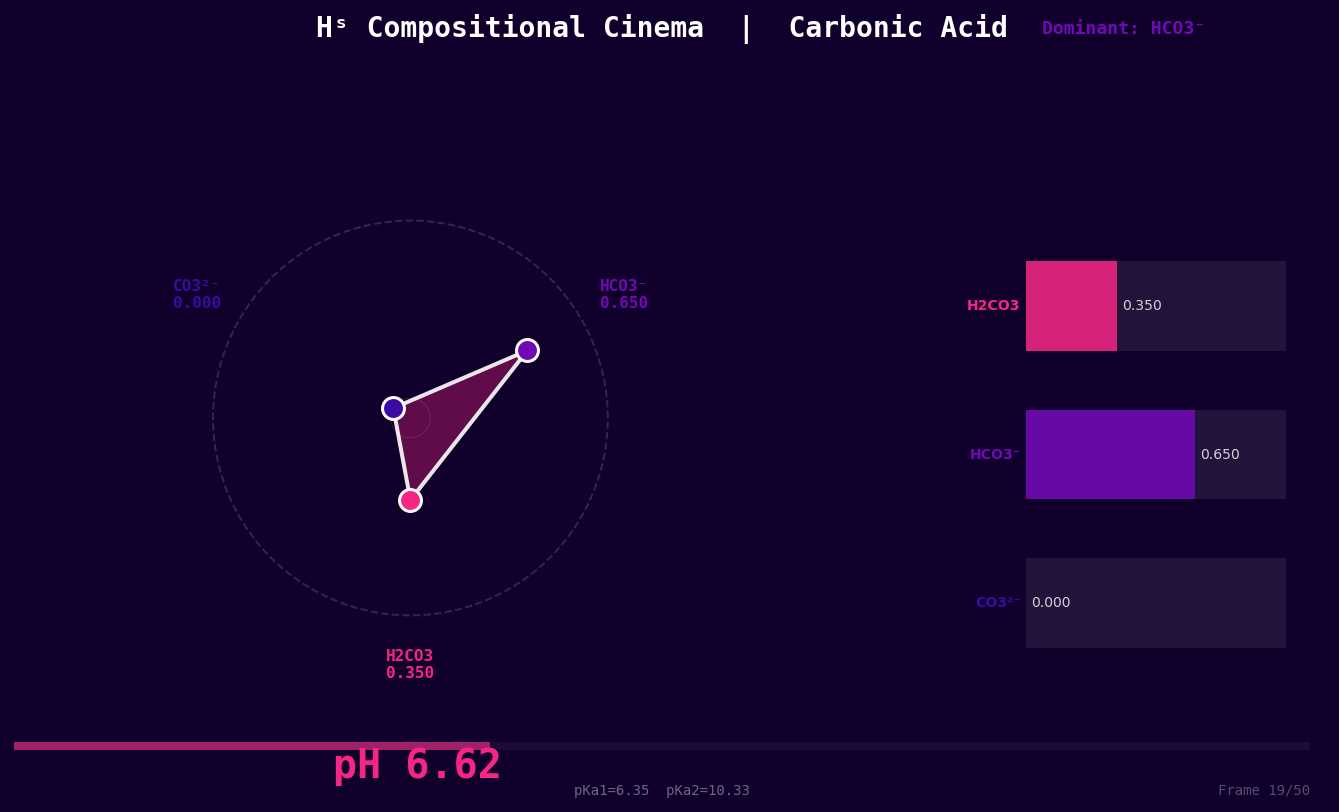 Hˢ Compositional Cinema | Carbonic Acid Dominant: HCO3⁻
CO3²⁻
0.000
HCO3⁻
0.650
H2CO3
0.350
H2CO3 0.350
HCO3⁻ 0.650
CO3²⁻ 0.000
pH 6.62
pKa1=6.35 pKa2=10.33
Frame 19/50